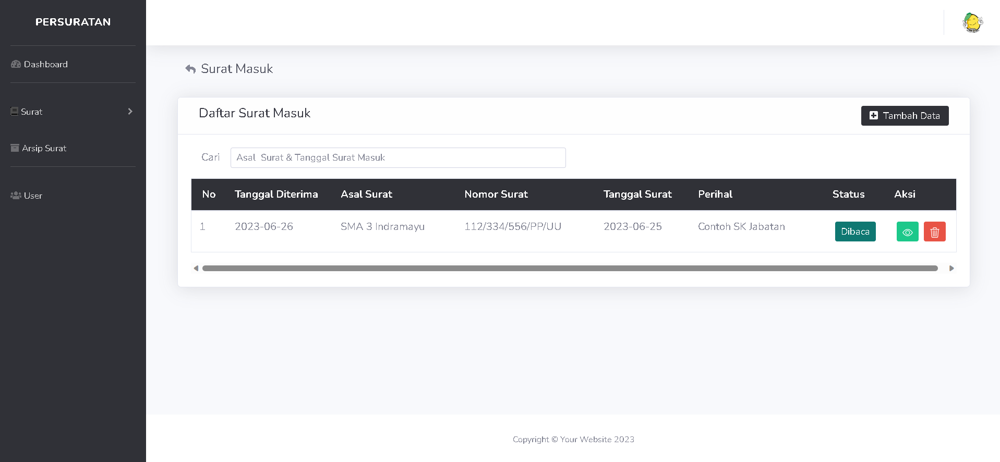 PERSURATAN
Dashboard
Surat
Arsip Surat
User
Surat Masuk
Daftar Surat Masuk
Tambah Data
Cari Asal  Surat & Tanggal Surat Masuk
No Tanggal Diterima Asal Surat Nomor Surat Tanggal Surat Perihal Status Aksi
1 2023-06-26 SMA 3 Indramayu 112/334/556/PP/UU 2023-06-25 Contoh SK Jabatan Dibaca
Copyright © Your Website 2023